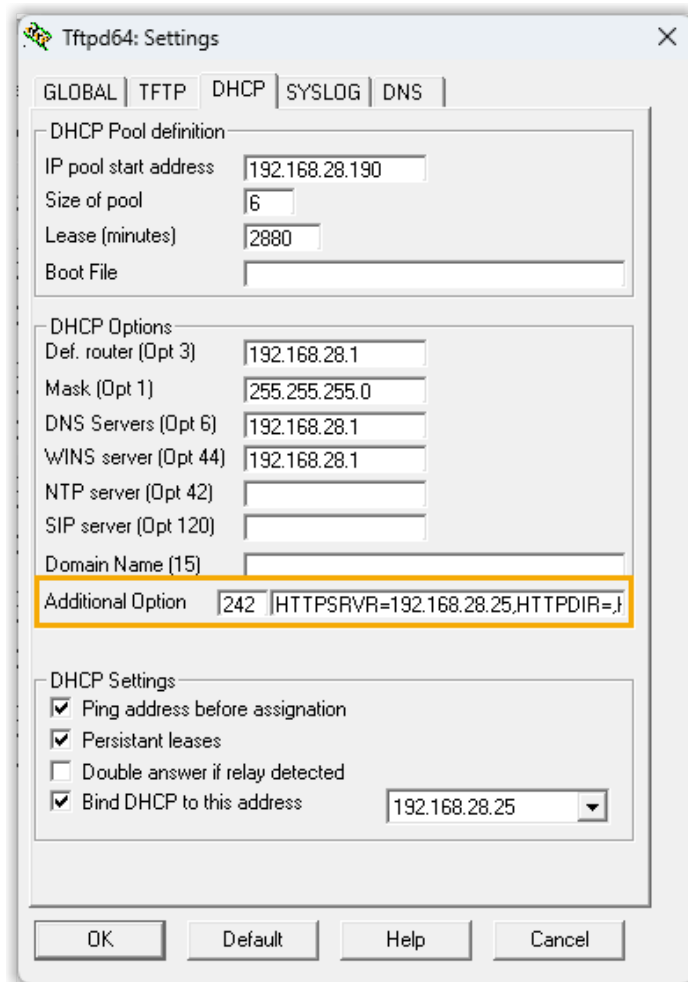 Tftpd64: Settings
GLOBAL TFTP DHCP SYSLOG DNS
DHCP Pool definition
IP pool start address 192.168.28.190
Size of pool 6
Lease (minutes) 2880
Boot File
DHCP Options
Def. router (Opt 3) 192.168.28.1
Mask (Opt 1) 255.255.255.0
DNS Servers (Opt 6) 192.168.28.1
WINS server (Opt 44) 192.168.28.1
NTP server (Opt 42)
SIP server (Opt 120)
Domain Name (15)
Additional Option 242 HTTPSRVR=192.168.28.25,HTTPDIR=,
DHCP Settings
Ping address before assignation
Persistant leases
Double answer if relay detected
Bind DHCP to this address 192.168.28.25
OK Default Help Cancel